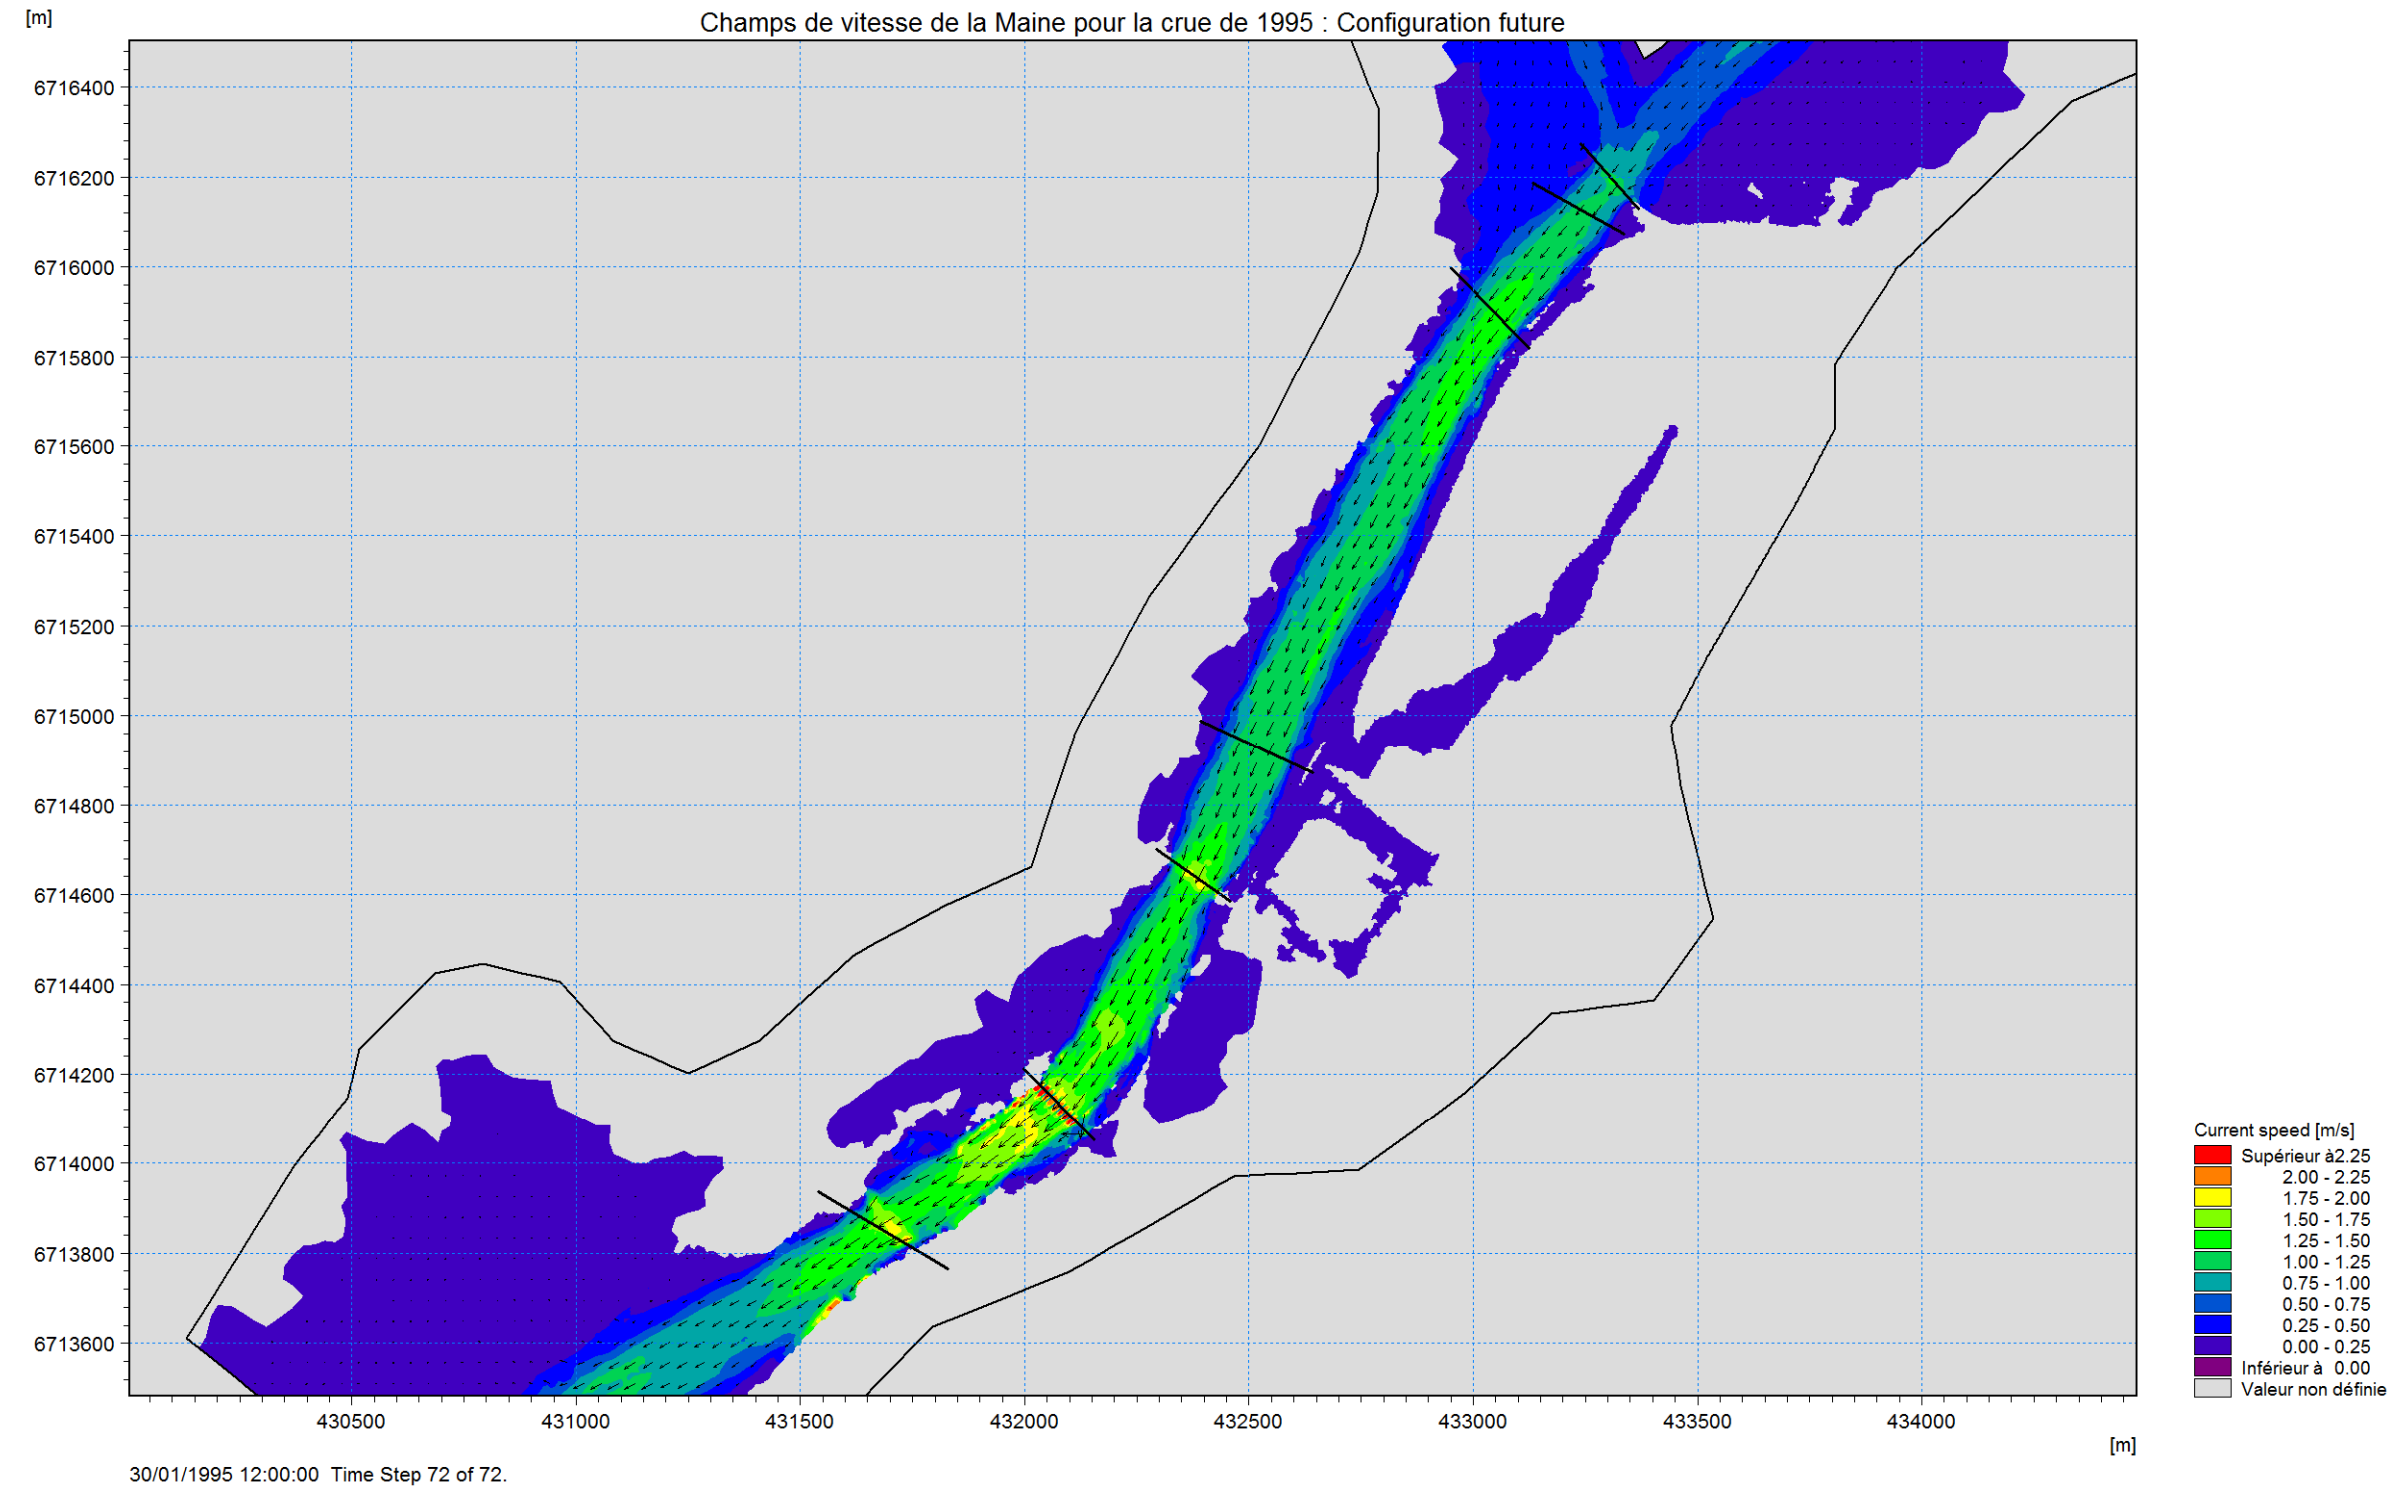 [m]
Champs de vitesse de la Maine pour la crue de 1995 : Configuration future
6716400
6716200
6716000
6715800
6715600
6715400
6715200
6715000
6714800
6714600
6714400
6714200
6714000
6713800
6713600
430500 431000 431500 432000 432500 433000 433500 434000
[m]
Current speed [m/s]
Supérieur à2.25
2.00 - 2.25
1.75 - 2.00
1.50 - 1.75
1.25 - 1.50
1.00 - 1.25
0.75 - 1.00
0.50 - 0.75
0.25 - 0.50
0.00 - 0.25
Inférieur à 0.00
Valeur non définie
30/01/1995 12:00:00 Time Step 72 of 72.